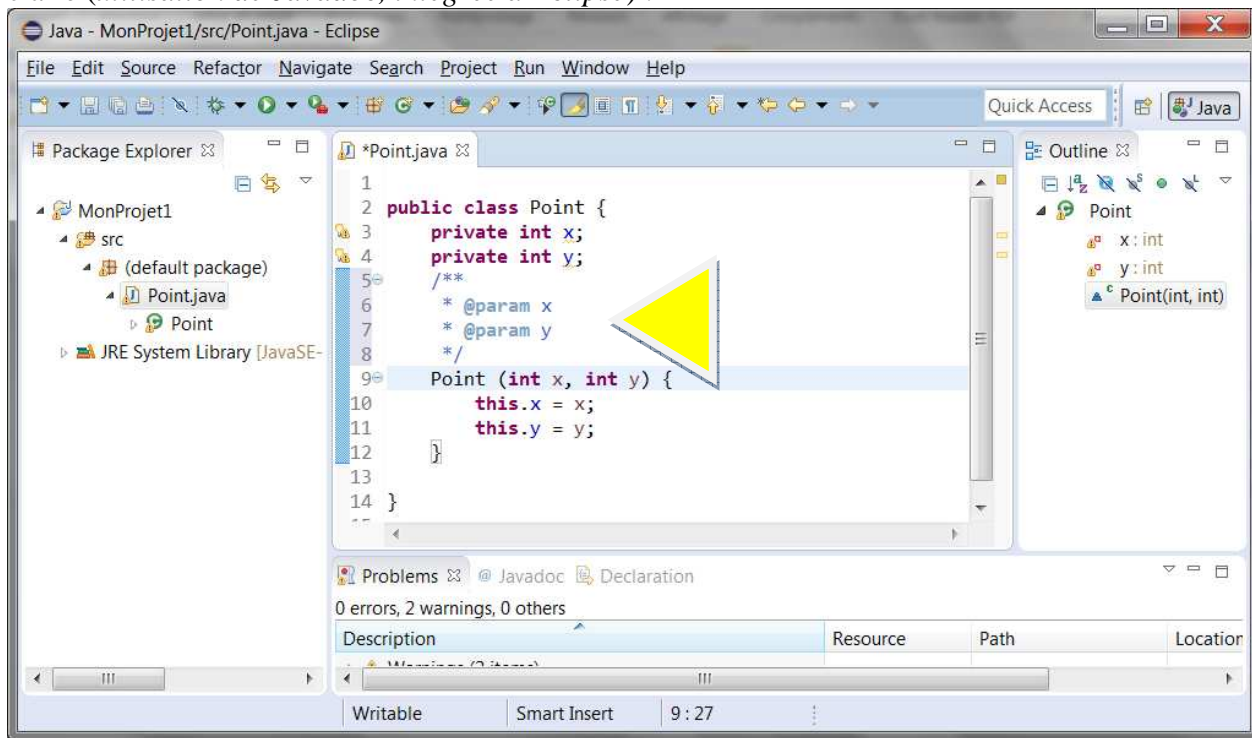 Java - MonProjet1/src/Point.java - Eclipse
File Edit Source Refactor Navigate Search Project Run Window Help
Quick Access Java
Package Explorer
MonProjet1
src
(default package)
Point.java
Point
JRE System Library [JavaSE-
*Point.java
1
2 public class Point {
3 private int x;
4 private int y;
5 /**
6 * @param x
7 * @param y
8 */
9 Point (int x, int y) {
10 this.x = x;
11 this.y = y;
12 }
13
14 }
Outline
Point
x : int
y : int
Point(int, int)
Problems @ Javadoc Declaration
0 errors, 2 warnings, 0 others
Description Resource Path Location
Warnings (2 items)
Writable Smart Insert 9 : 27